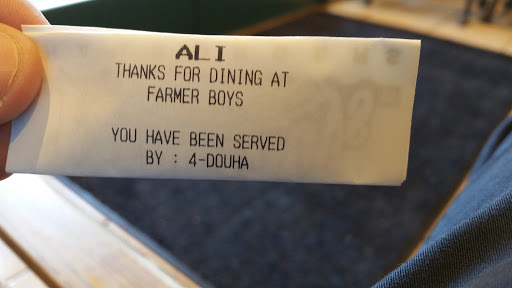 ALI
THANKS FOR DINING AT
FARMER BOYS
YOU HAVE BEEN SERVED
BY : 4-DOUHA